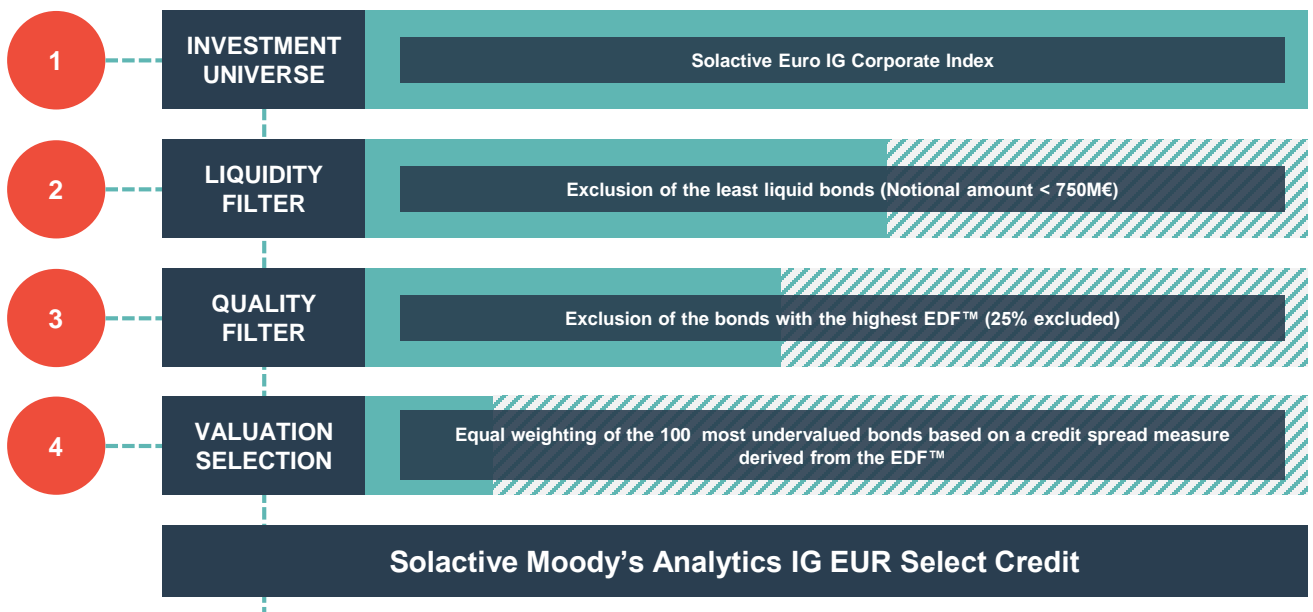 1
INVESTMENT
UNIVERSE
Solactive Euro IG Corporate Index
2
LIQUIDITY
FILTER
Exclusion of the least liquid bonds (Notional amount < 750M€)
3
QUALITY
FILTER
Exclusion of the bonds with the highest EDF™ (25% excluded)
4
VALUATION
SELECTION
Equal weighting of the 100 most undervalued bonds based on a credit spread measure
derived from the EDF™
Solactive Moody’s Analytics IG EUR Select Credit